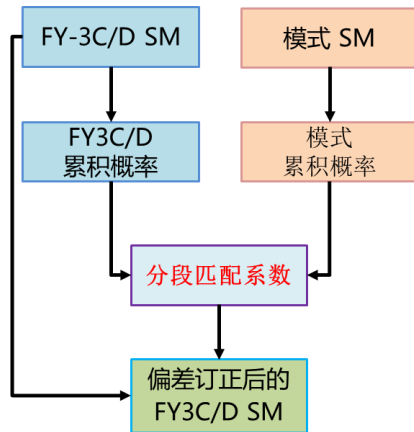 FY-3C/D SM
模式 SM
FY3C/D
累积概率
模式
累积概率
分段匹配系数
偏差订正后的
FY3C/D SM